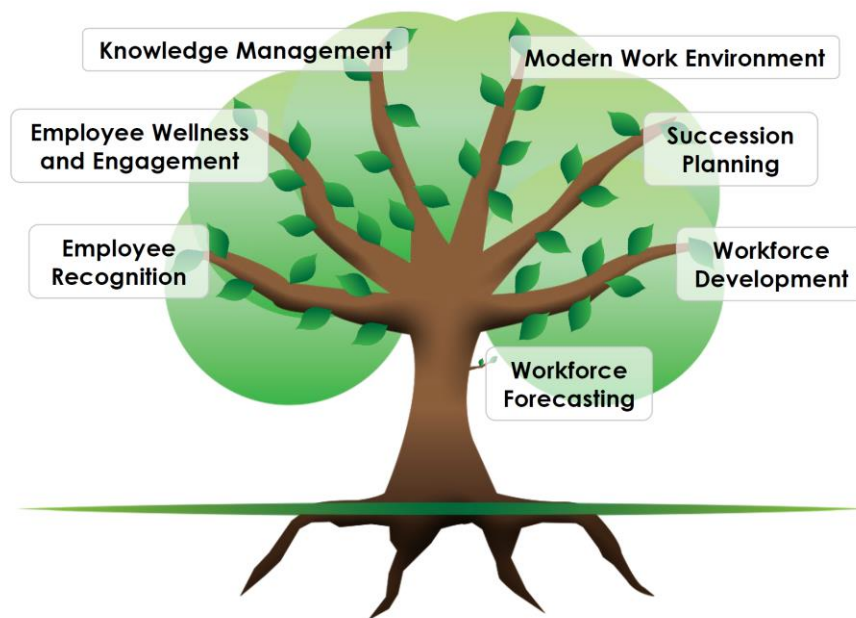 Knowledge Management
Modern Work Environment
Employee Wellness
and Engagement
Succession
Planning
Employee
Recognition
Workforce
Development
Workforce
Forecasting